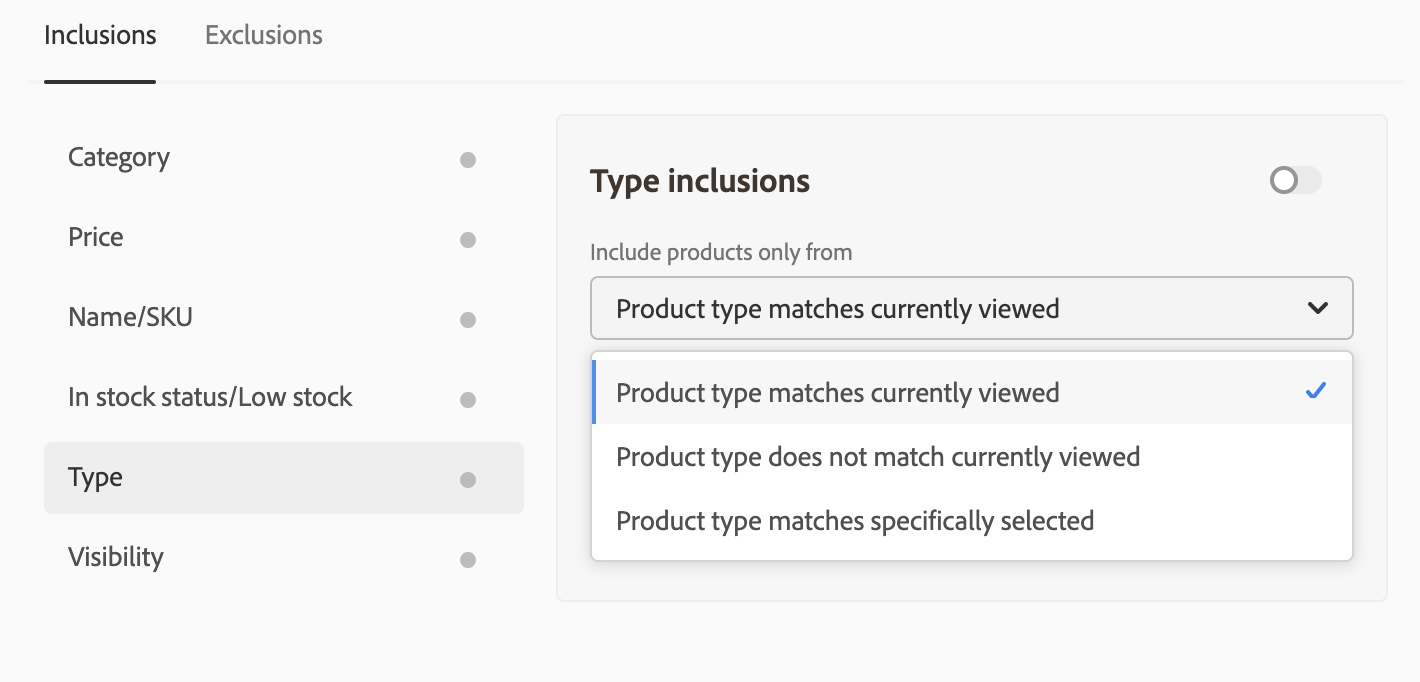 Inclusions
Exclusions
Category
Price
Name/SKU
In stock status/Low stock
Type
Visibility
Type inclusions
Include products only from
Product type matches currently viewed
Product type matches currently viewed
Product type does not match currently viewed
Product type matches specifically selected